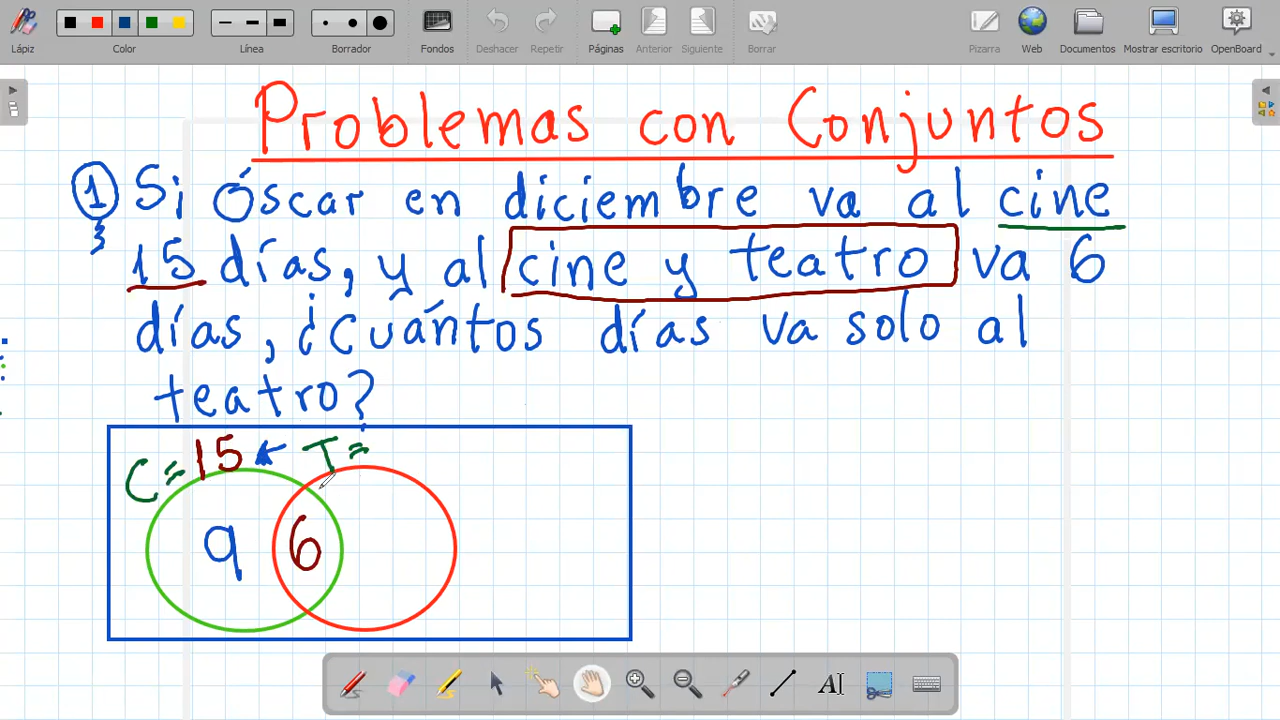 Lápiz
Color
Línea
Borrador
Fondos
Deshacer
Repetir
Páginas
Anterior
Siguiente
Borrar
Pizarra
Web
Documentos
Mostrar escritorio
OpenBoard
Problemas con Conjuntos
1 Si Óscar en diciembre va al cine
15 días, y al cine y teatro va 6
días, ¿cuántos días va solo al
teatro?
C= 15 T=
9 6
AI